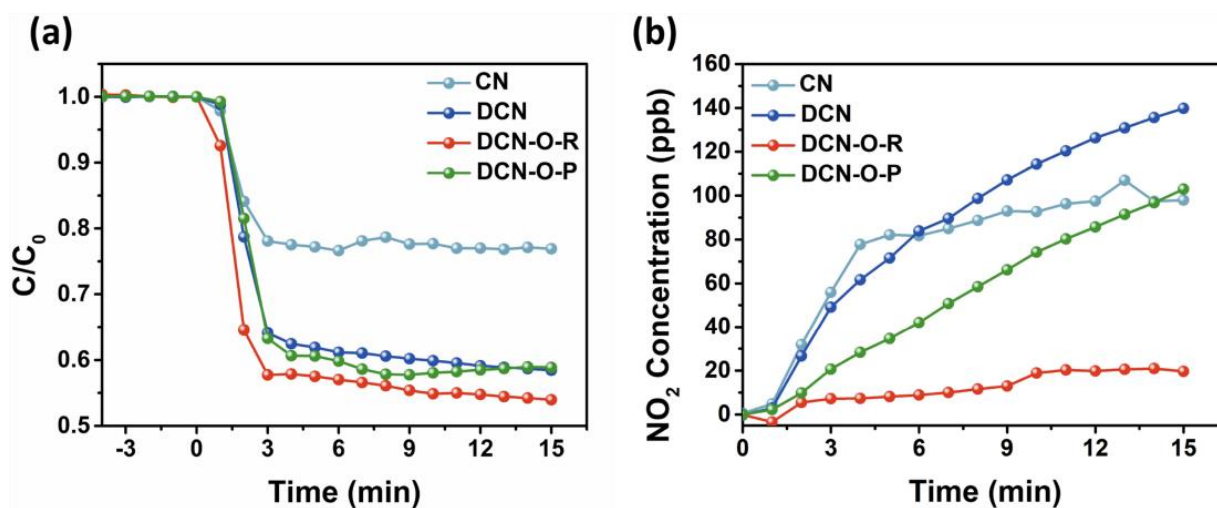 (a)
C/C0
1.0
0.9
0.8
0.7
0.6
0.5
CN
DCN
DCN-O-R
DCN-O-P
-3 0 3 6 9 12 15
Time (min)
(b)
NO2 Concentration (ppb)
160
140
120
100
80
60
40
20
0
CN
DCN
DCN-O-R
DCN-O-P
0 3 6 9 12 15
Time (min)